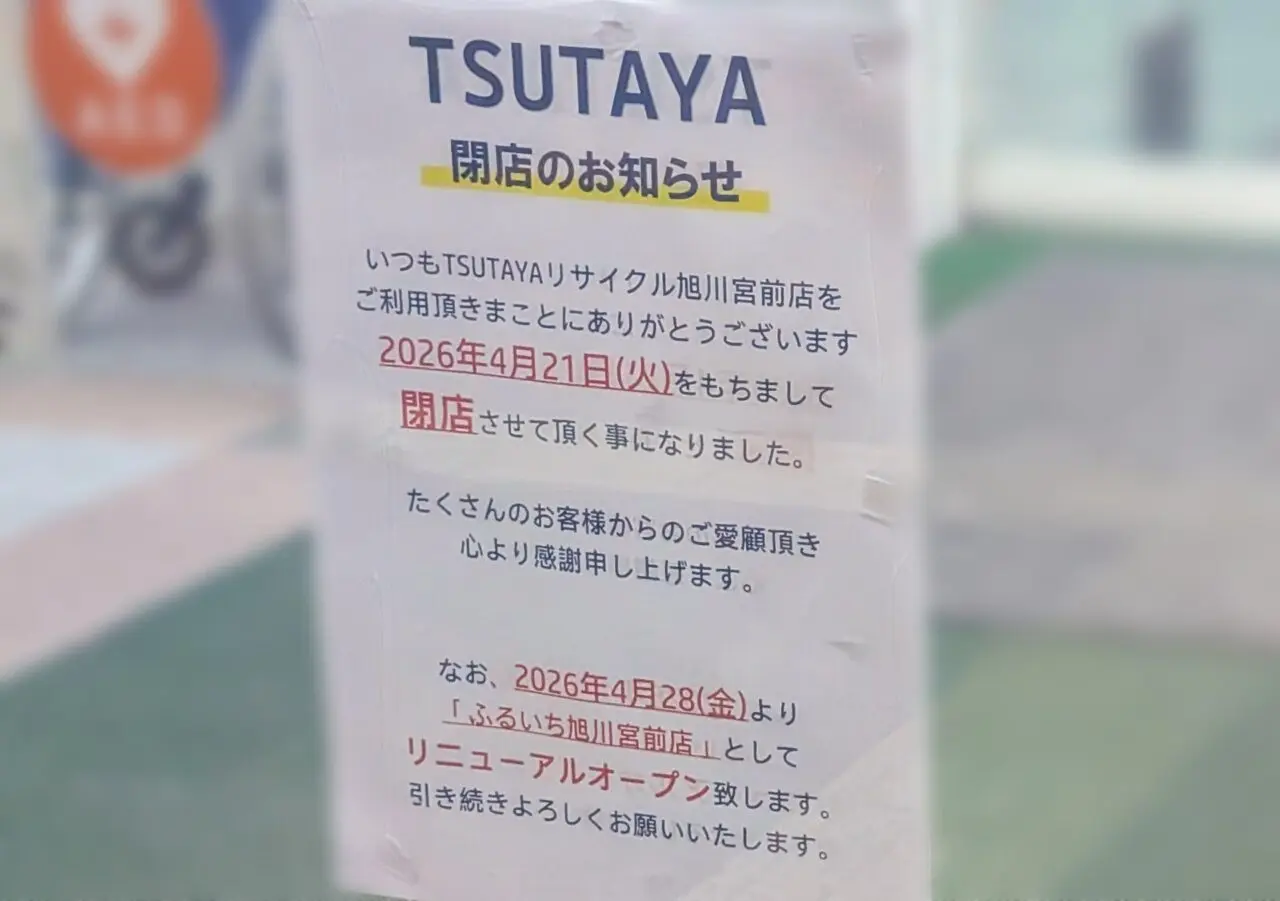 TSUTAYA
閉店のお知らせ
いつもTSUTAYAリサイクル旭川宮前店を
ご利用頂きまことにありがとうございます
2026年4月21日(火)をもちまして
閉店させて頂く事になりました。
たくさんのお客様からのご愛顧頂き
心より感謝申し上げます。
なお、2026年4月28(金)より
「ふるいち旭川宮前店」として
リニューアルオープン致します。
引き続きよろしくお願いいたします。